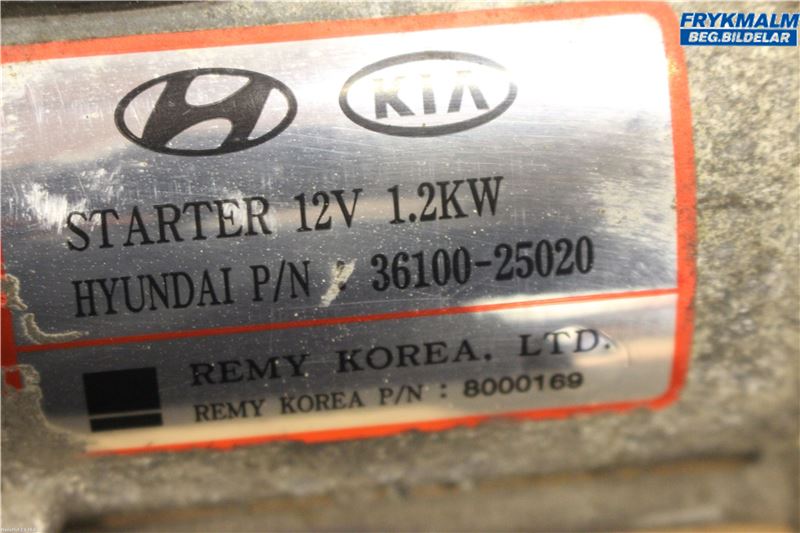 FRYKMALM
BEG.BILDELAR
KIA
STARTER 12V 1.2KW
HYUNDAI P/N : 36100-25020
REMY KOREA. LTD.
REMY KOREA P/N : 8000169